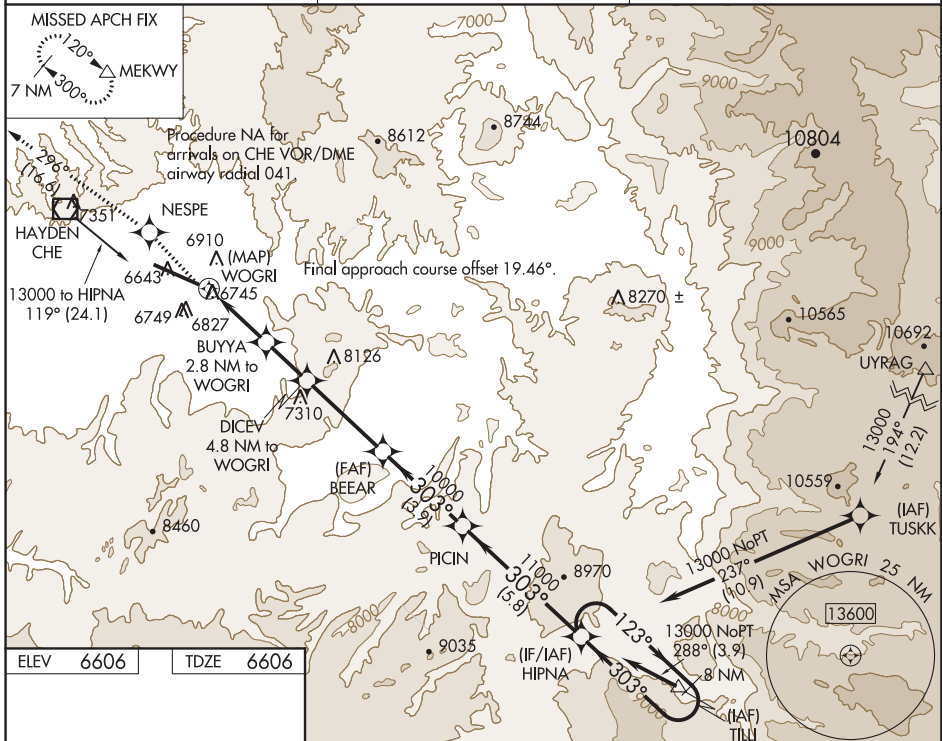 MISSED APCH FIX
120°
MEKWY
7 NM
300°
7000
9000
8612
8744
10804
Procedure NA for
arrivals on CHE VOR/DME
airway radial 041.
296°
(16.6)
7351
HAYDEN
CHE
NESPE
6910
(MAP)
WOGRI
6643
6745
Final approach course offset 19.46°.
9000
13000 to HIPNA
119° (24.1)
6749
6827
8270 ±
10565
10692
BUYYA
2.8 NM to
WOGRI
8126
UYRAG
7310
DICEV
4.8 NM to
WOGRI
13000
194°
(12.2)
(FAF)
BEEAR
10000
303°
(3.9)
10559
(IAF)
TUSKK
8460
PICIN
13000 NoPT
237°
(10.9)
11000
303°
(5.8)
8970
8000
MSA WOGRI 25 NM
13600
8000
9035
123°
13000 NoPT
288° (3.9)
(IF/IAF)
HIPNA
303°
8 NM
9000
(IAF)
TILLI
ELEV 6606
TDZE 6606